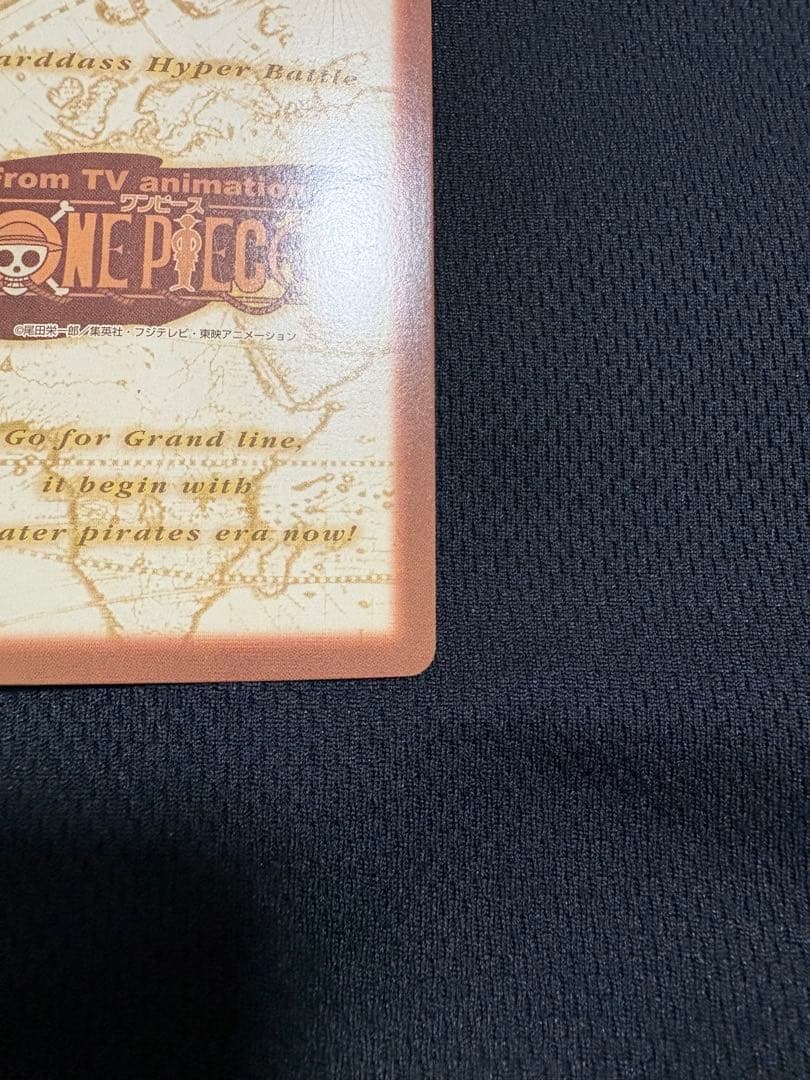 arddass Hyper Battle
From TV animation
ワンピース
ONE PIECE
©尾田栄一郎／集英社・フジテレビ・東映アニメーション
Go for Grand line,
it begin with
ater pirates era now!